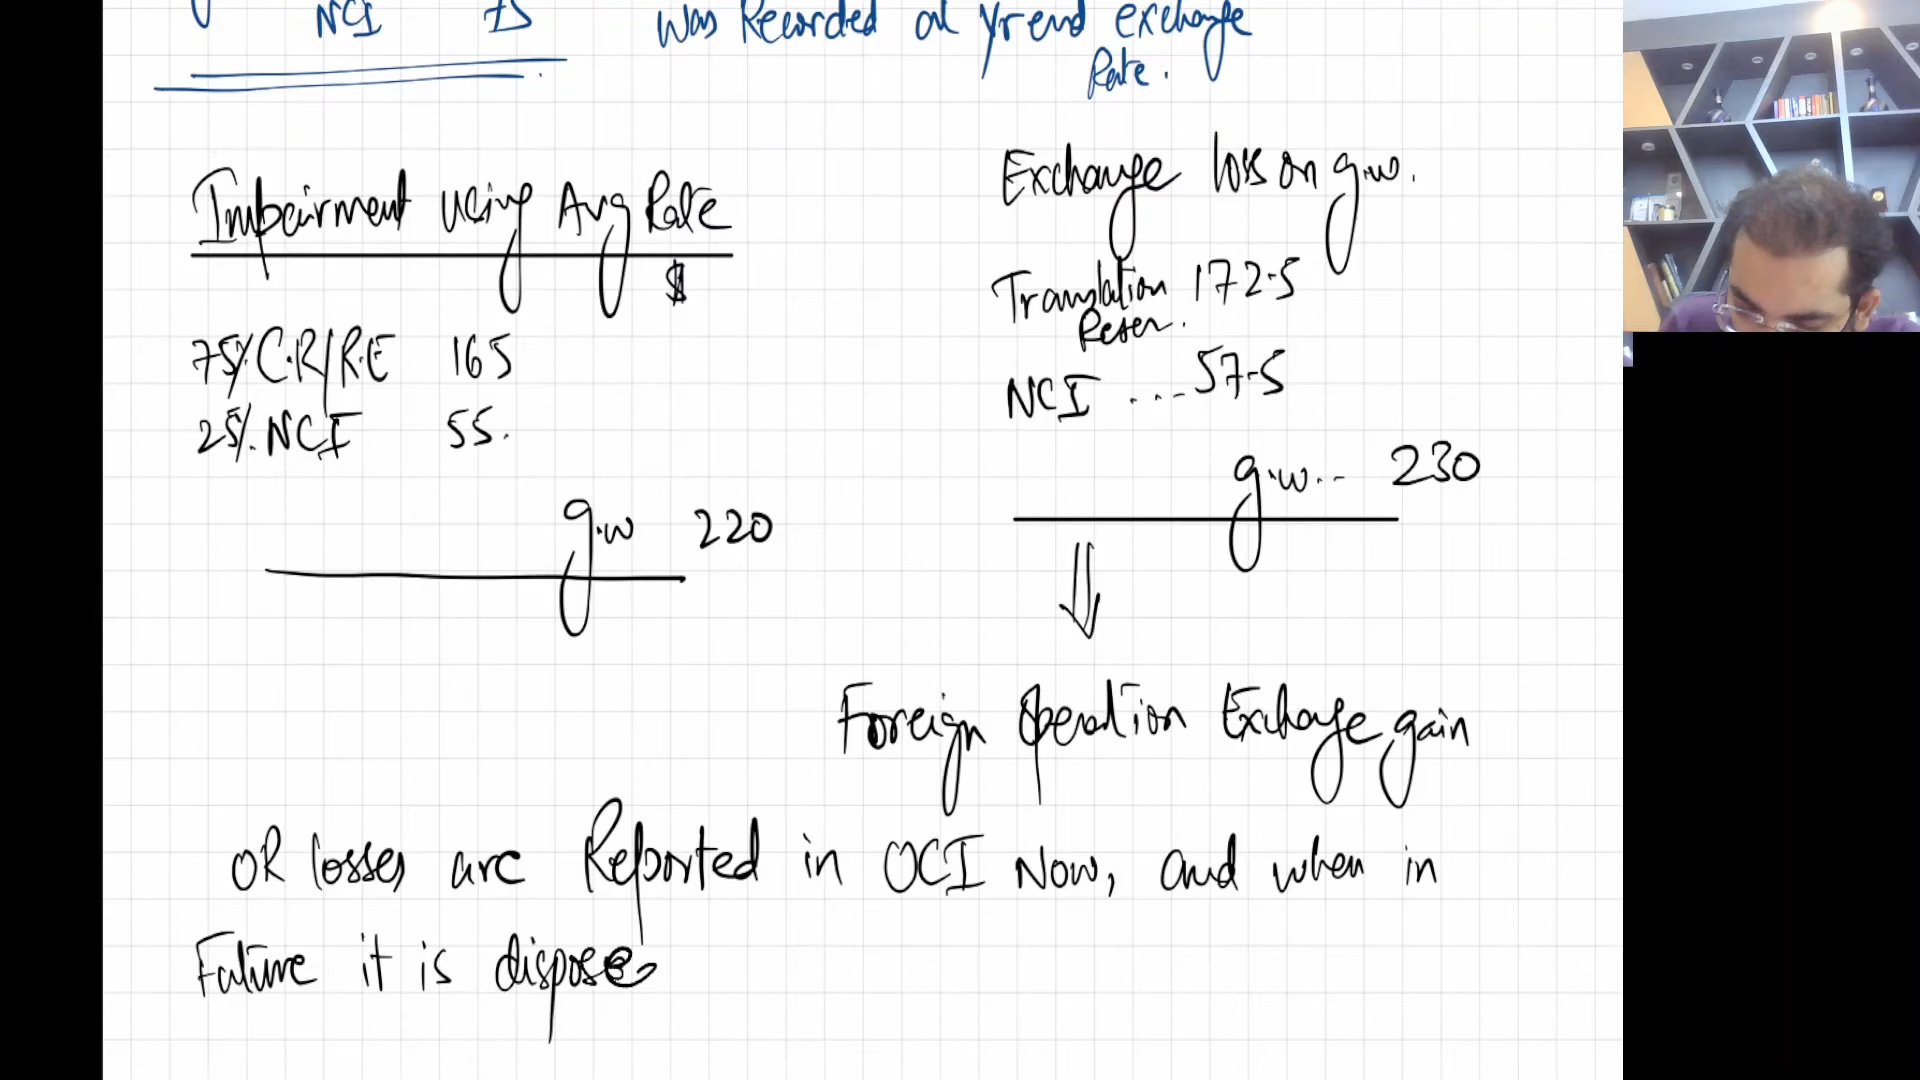 NCI 75 was Recorded at yrend exchange
Rate.
Impairment using Avg Rate
$
75% C.R/R.E 165
25%. NCI 55.
g.w 220
Exchange loss on g.w.
Translation 172.5
Reser.
NCI ... 57.5
g.w.. 230
Foreign operation Exchange gain
OR losses are Reported in OCI Now, and when in
Future it is dispose